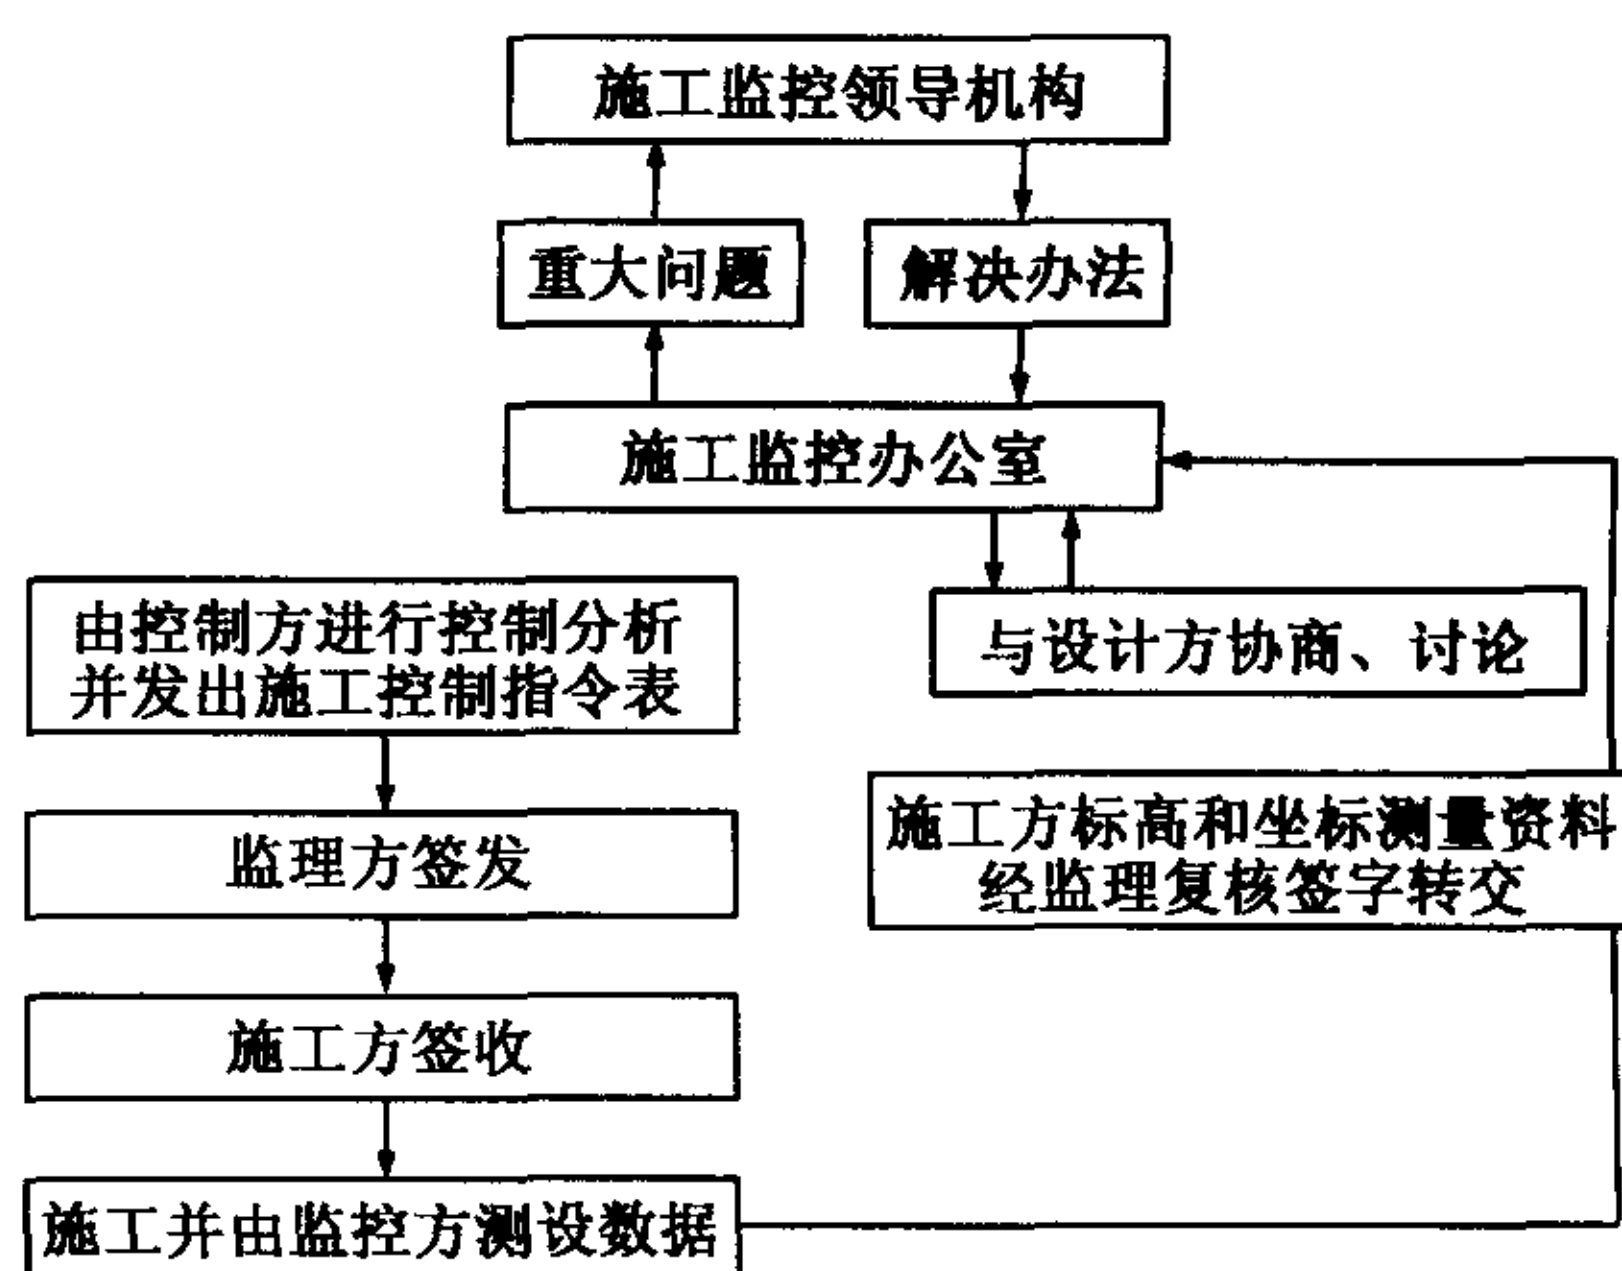 施工监控领导机构
重大问题
解决办法
施工监控办公室
由控制方进行控制分析
并发出施工控制指令表
与设计方协商、讨论
监理方签发
施工方标高和坐标测量资料
经监理复核签字转交
施工方签收
施工并由监控方测设数据